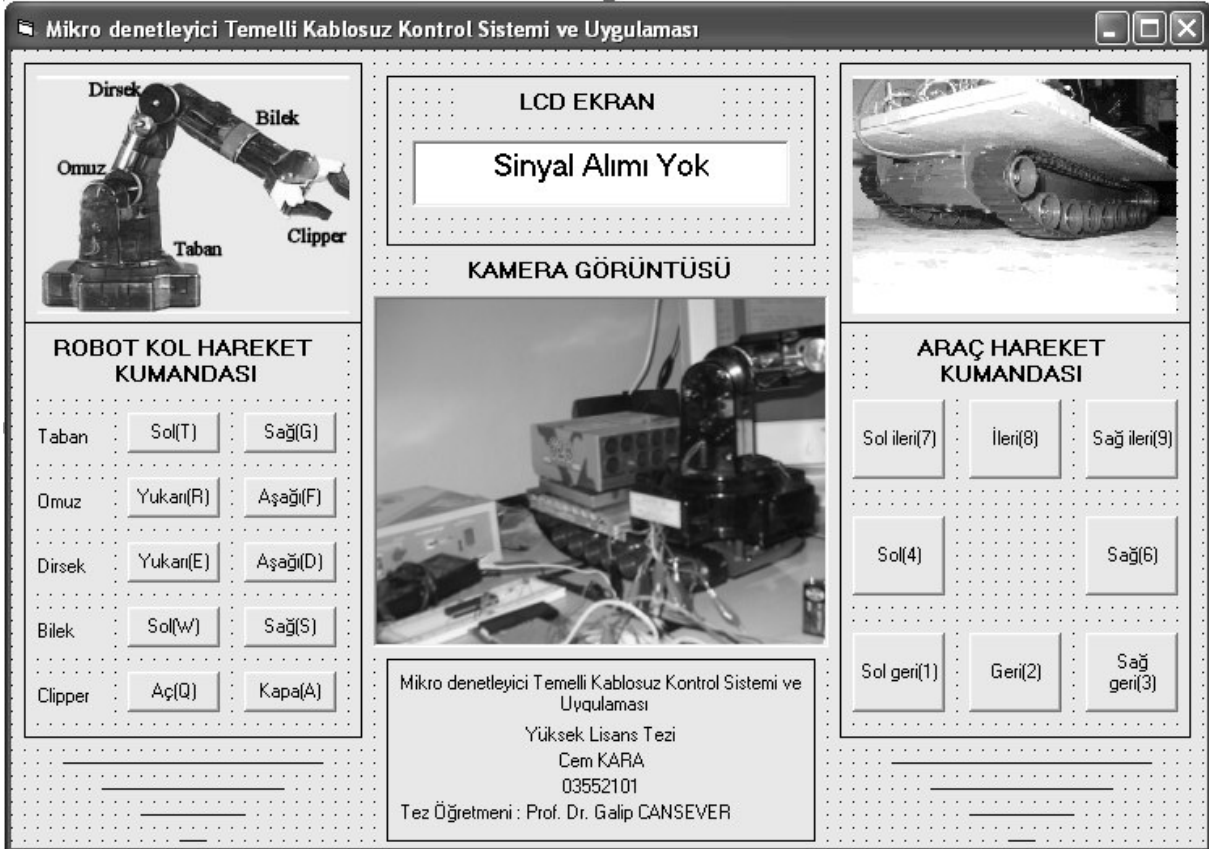 Mikro denetleyici Temelli Kablosuz Kontrol Sistemi ve Uygulaması
Dirsek
Bilek
Omuz
Taban
Clipper
ROBOT KOL HAREKET
KUMANDASI
Taban Sol(T) Sağ(G)
Omuz Yukarı(R) Aşağı(F)
Dirsek Yukarı(E) Aşağı(D)
Bilek Sol(W) Sağ(S)
Clipper Aç(Q) Kapa(A)
LCD EKRAN
Sinyal Alımı Yok
KAMERA GÖRÜNTÜSÜ
Mikro denetleyici Temelli Kablosuz Kontrol Sistemi ve
Uygulaması
Yüksek Lisans Tezi
Cem KARA
03552101
Tez Öğretmeni : Prof. Dr. Galip CANSEVER
ARAÇ HAREKET
KUMANDASI
Sol ileri(7) İleri(8) Sağ ileri(9)
Sol(4) Sağ(6)
Sol geri(1) Geri(2) Sağ
geri(3)